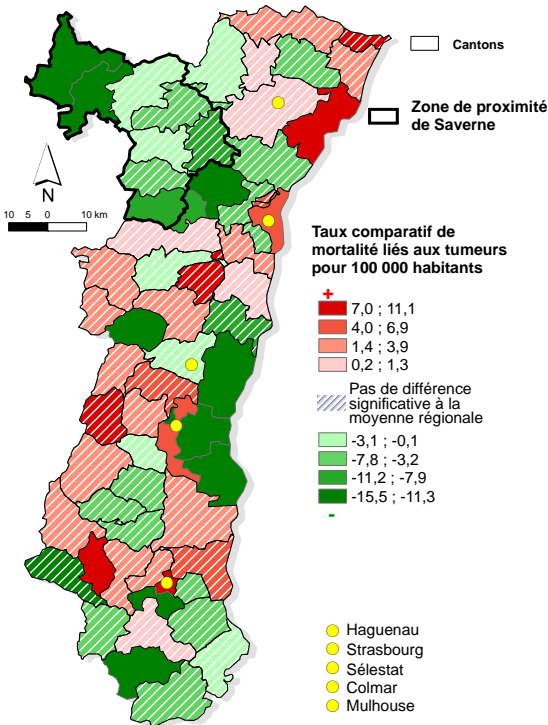 Cantons
Zone de proximité
de Saverne
N
10 5 0 10 km
Taux comparatif de
mortalité liés aux tumeurs
pour 100 000 habitants
+
7,0 ; 11,1
4,0 ; 6,9
1,4 ; 3,9
0,2 ; 1,3
Pas de différence
significative à la
moyenne régionale
-3,1 ; -0,1
-7,8 ; -3,2
-11,2 ; -7,9
-15,5 ; -11,3
-
Haguenau
Strasbourg
Sélestat
Colmar
Mulhouse